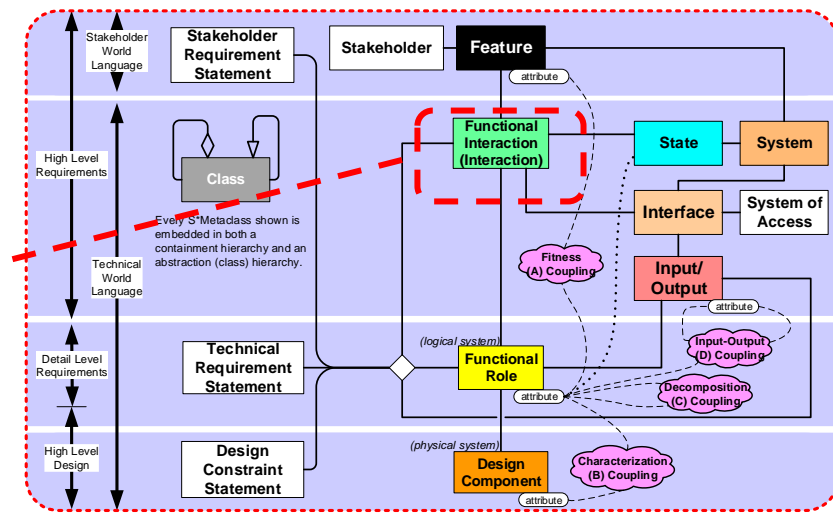 Stakeholder
World
Language
Stakeholder
Requirement
Statement
Stakeholder
Feature
attribute
High Level
Requirements
Technical
World
Language
Class
Every S*Metaclass shown is
embedded in both a
containment hierarchy and an
abstraction (class) hierarchy.
Functional
Interaction
(Interaction)
State
System
Interface
System of
Access
Input/
Output
attribute
Fitness
(A) Coupling
Detail Level
Requirements
Technical
Requirement
Statement
(logical system)
Functional
Role
attribute
Input-Output
(D) Coupling
Decomposition
(C) Coupling
High Level
Design
Design
Constraint
Statement
(physical system)
Design
Component
attribute
Characterization
(B) Coupling